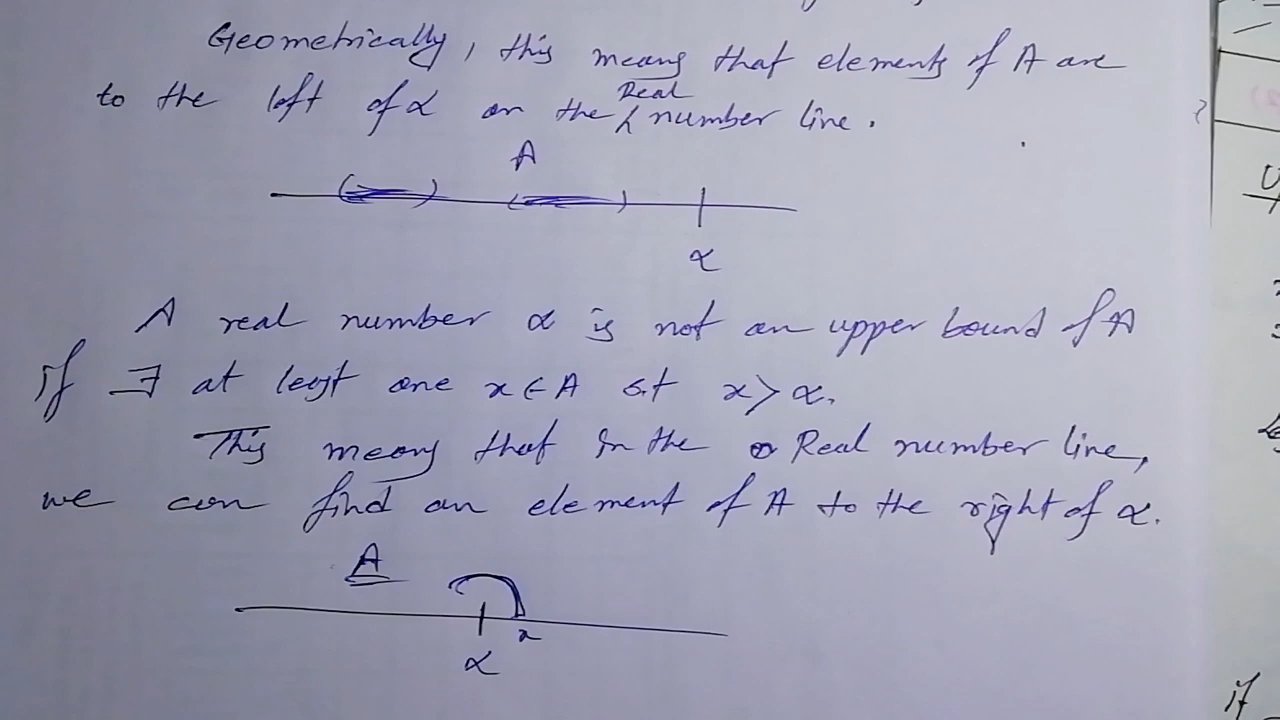 Geometrically, this means that elements of A are
to the left of α on the Real number line.
A
α
A real number α is not an upper bound of A
if ∃ at least one x ∈ A s.t x > α.
This means that in the Real number line,
we can find an element of A to the right of α.
A
α x
if